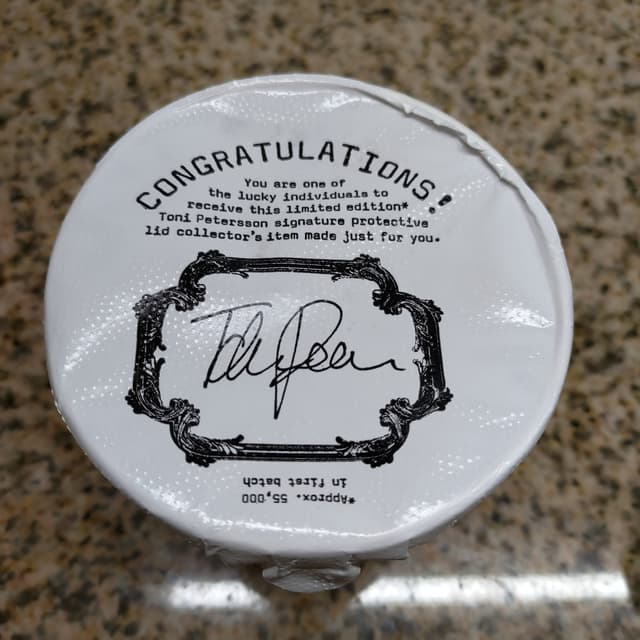 CONGRATULATIONS!
You are one of
the lucky individuals to
receive this limited edition*
Toni Petersson signature protective
lid collector's item made just for you.
*Approx. 55,000
in first batch